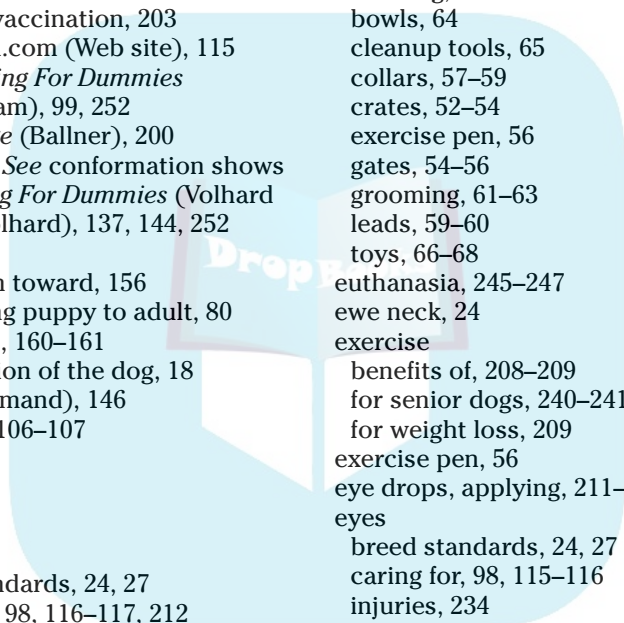 vaccination, 203
.com (Web site), 115
ing For Dummies
am), 99, 252
e (Ballner), 200
See conformation shows
g For Dummies (Volhard
olhard), 137, 144, 252
n toward, 156
ng puppy to adult, 80
, 160–161
ion of the dog, 18
mand), 146
106–107
ndards, 24, 27
98, 116–117, 212
bowls, 64
cleanup tools, 65
collars, 57–59
crates, 52–54
exercise pen, 56
gates, 54–56
grooming, 61–63
leads, 59–60
toys, 66–68
euthanasia, 245–247
ewe neck, 24
exercise
benefits of, 208–209
for senior dogs, 240–241
for weight loss, 209
exercise pen, 56
eye drops, applying, 211–
eyes
breed standards, 24, 27
caring for, 98, 115–116
injuries, 234